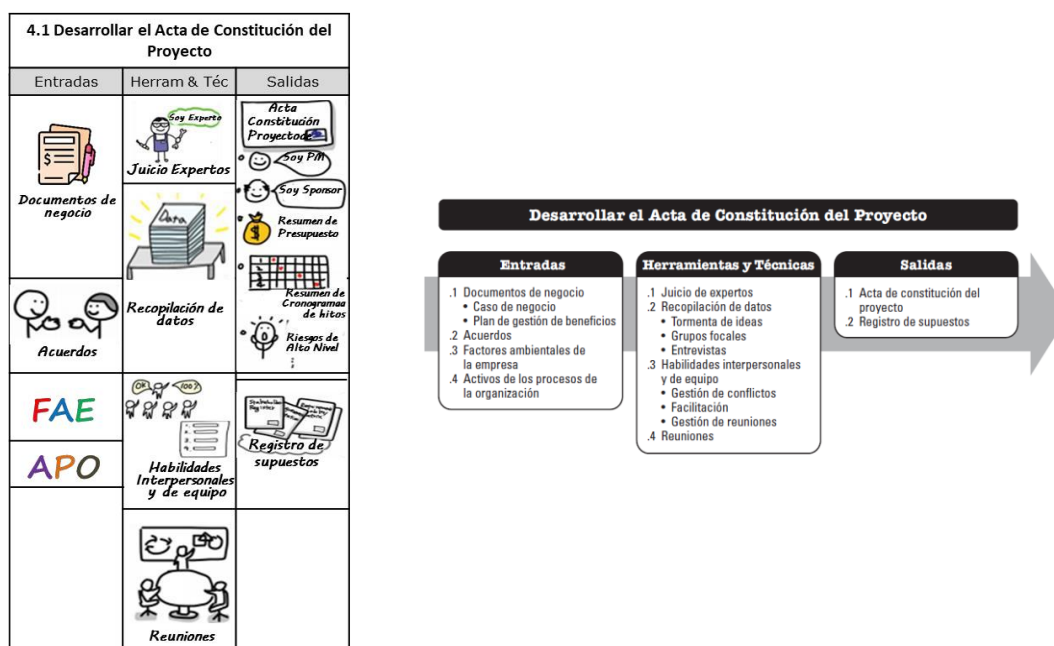 4.1 Desarrollar el Acta de Constitución del
Proyecto
Entradas
Herram & Téc
Salidas
Documentos de
negocio
Acuerdos
FAE
APO
Soy Experto
Juicio Expertos
Data
Recopilación de
datos
OK
Habilidades
Interpersonales
y de equipo
Reuniones
Acta
Constitución
Proyecto
Soy PM
Soy Sponsor
Resumen de
Presupuesto
Resumen de
Cronogramaa
de hitos
Riesgos de
Alto Nivel
Registro de
supuestos
Desarrollar el Acta de Constitución del Proyecto
Entradas
.1 Documentos de negocio
• Caso de negocio
• Plan de gestión de beneficios
.2 Acuerdos
.3 Factores ambientales de
la empresa
.4 Activos de los procesos de
la organización
Herramientas y Técnicas
.1 Juicio de expertos
.2 Recopilación de datos
• Tormenta de ideas
• Grupos focales
• Entrevistas
.3 Habilidades interpersonales
y de equipo
• Gestión de conflictos
• Facilitación
• Gestión de reuniones
.4 Reuniones
Salidas
.1 Acta de constitución del
proyecto
.2 Registro de supuestos